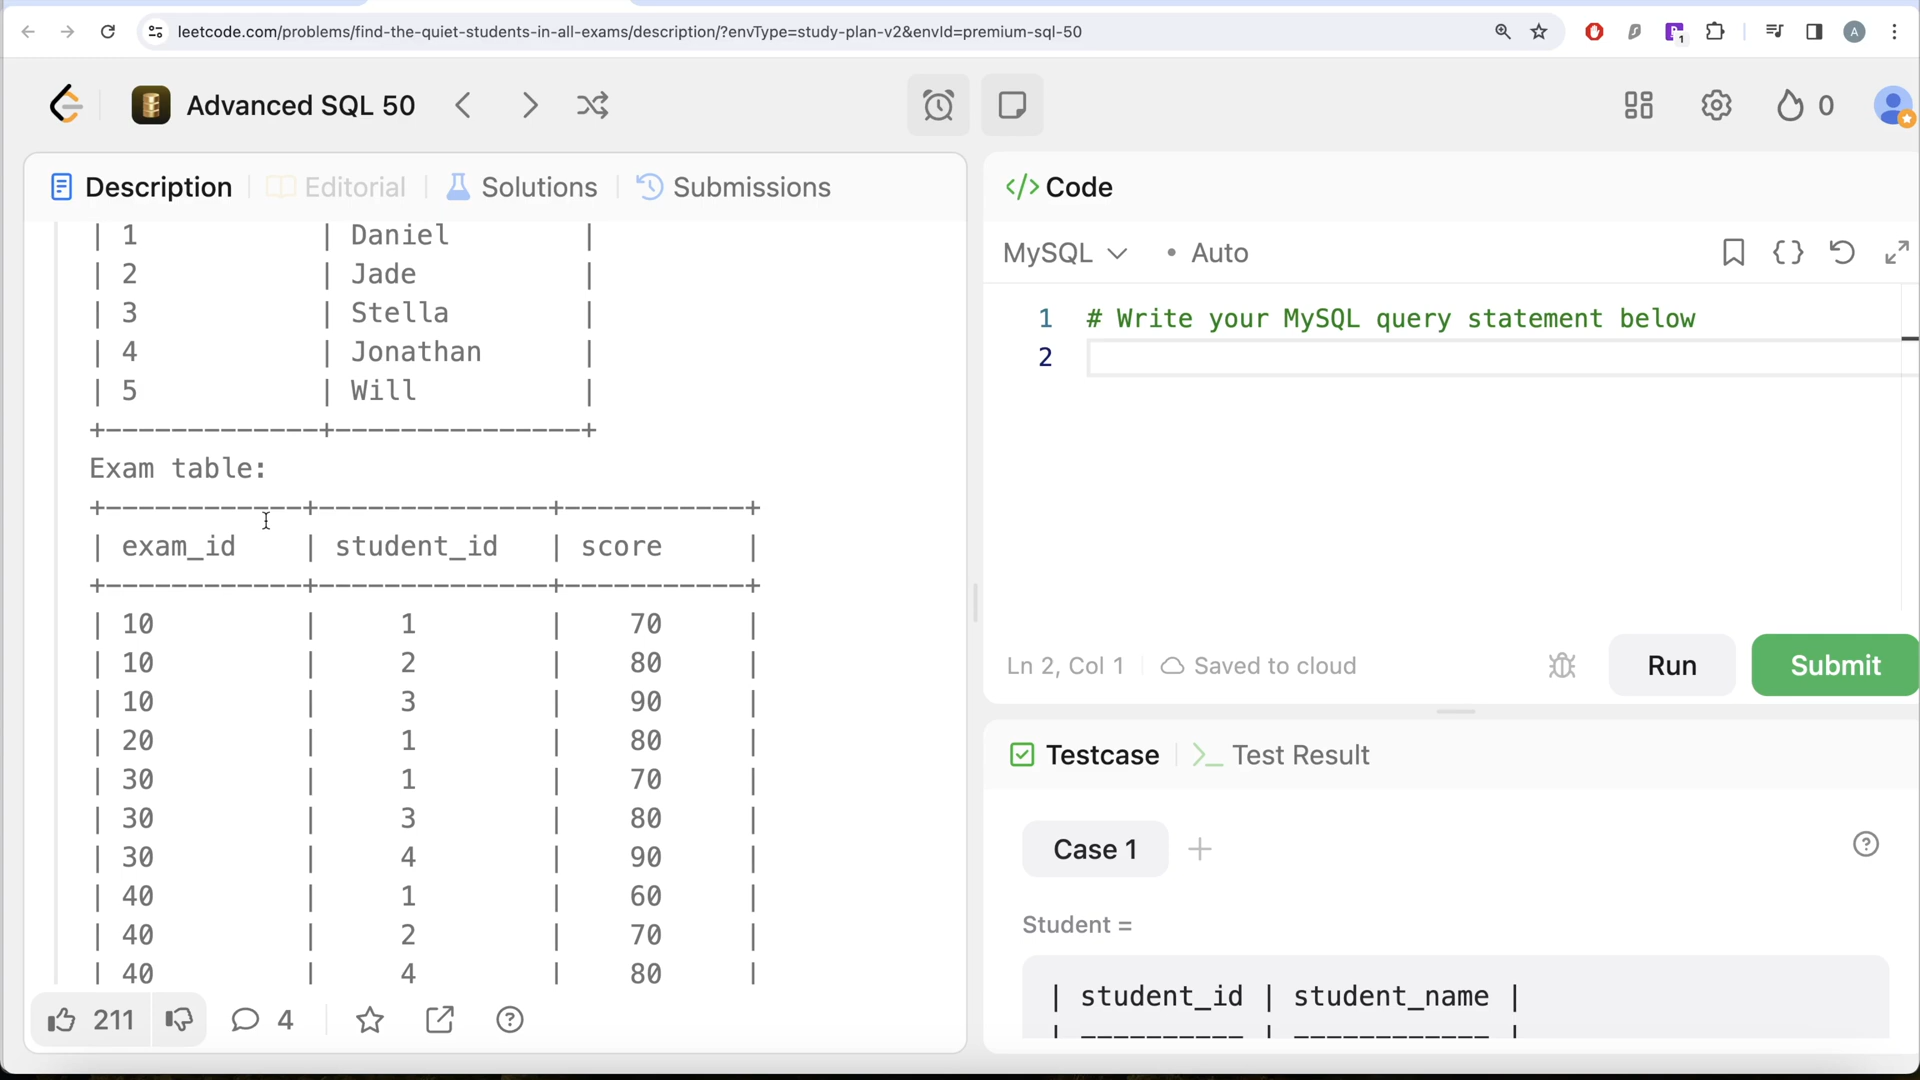 leetcode.com/problems/find-the-quiet-students-in-all-exams/description/?envType=study-plan-v2&envId=premium-sql-50
1
A
Advanced SQL 50
0
Description
Editorial
Solutions
Submissions
| 1 | Daniel |
| 2 | Jade |
| 3 | Stella |
| 4 | Jonathan |
| 5 | Will |
+-------------+---------------+
Exam table:
+------------+--------------+-----------+
| exam_id | student_id | score |
+------------+--------------+-----------+
| 10 | 1 | 70 |
| 10 | 2 | 80 |
| 10 | 3 | 90 |
| 20 | 1 | 80 |
| 30 | 1 | 70 |
| 30 | 3 | 80 |
| 30 | 4 | 90 |
| 40 | 1 | 60 |
| 40 | 2 | 70 |
| 40 | 4 | 80 |
211
4
</> Code
MySQL • Auto
1 # Write your MySQL query statement below
2
Ln 2, Col 1
Saved to cloud
Run
Submit
Testcase
>_ Test Result
Case 1 +
Student =
| student_id | student_name |
| ---------- | ------------ |